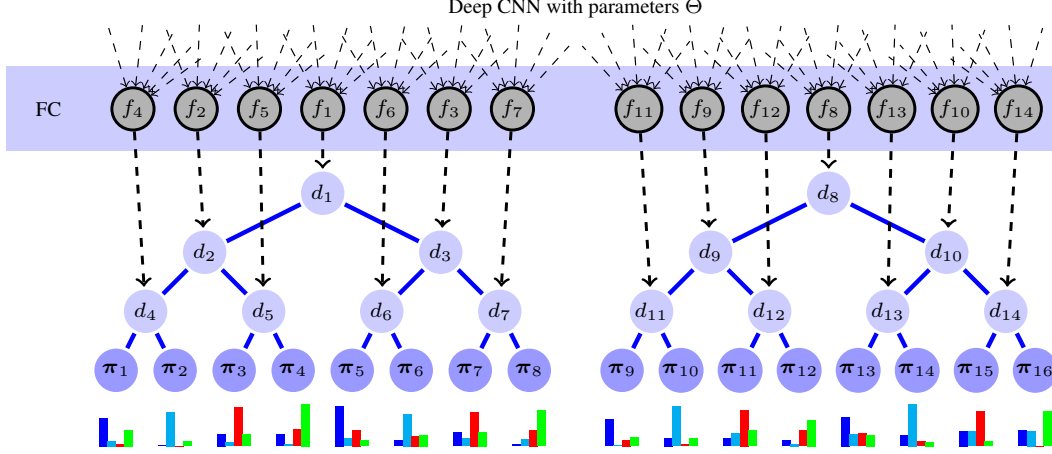 Deep CNN with parameters Θ
FC f₄ f₂ f₅ f₁ f₆ f₃ f₇ f₁₁ f₉ f₁₂ f₈ f₁₃ f₁₀ f₁₄
d₁ d₈
d₂ d₃ d₉ d₁₀
d₄ d₅ d₆ d₇ d₁₁ d₁₂ d₁₃ d₁₄
π₁ π₂ π₃ π₄ π₅ π₆ π₇ π₈ π₉ π₁₀ π₁₁ π₁₂ π₁₃ π₁₄ π₁₅ π₁₆